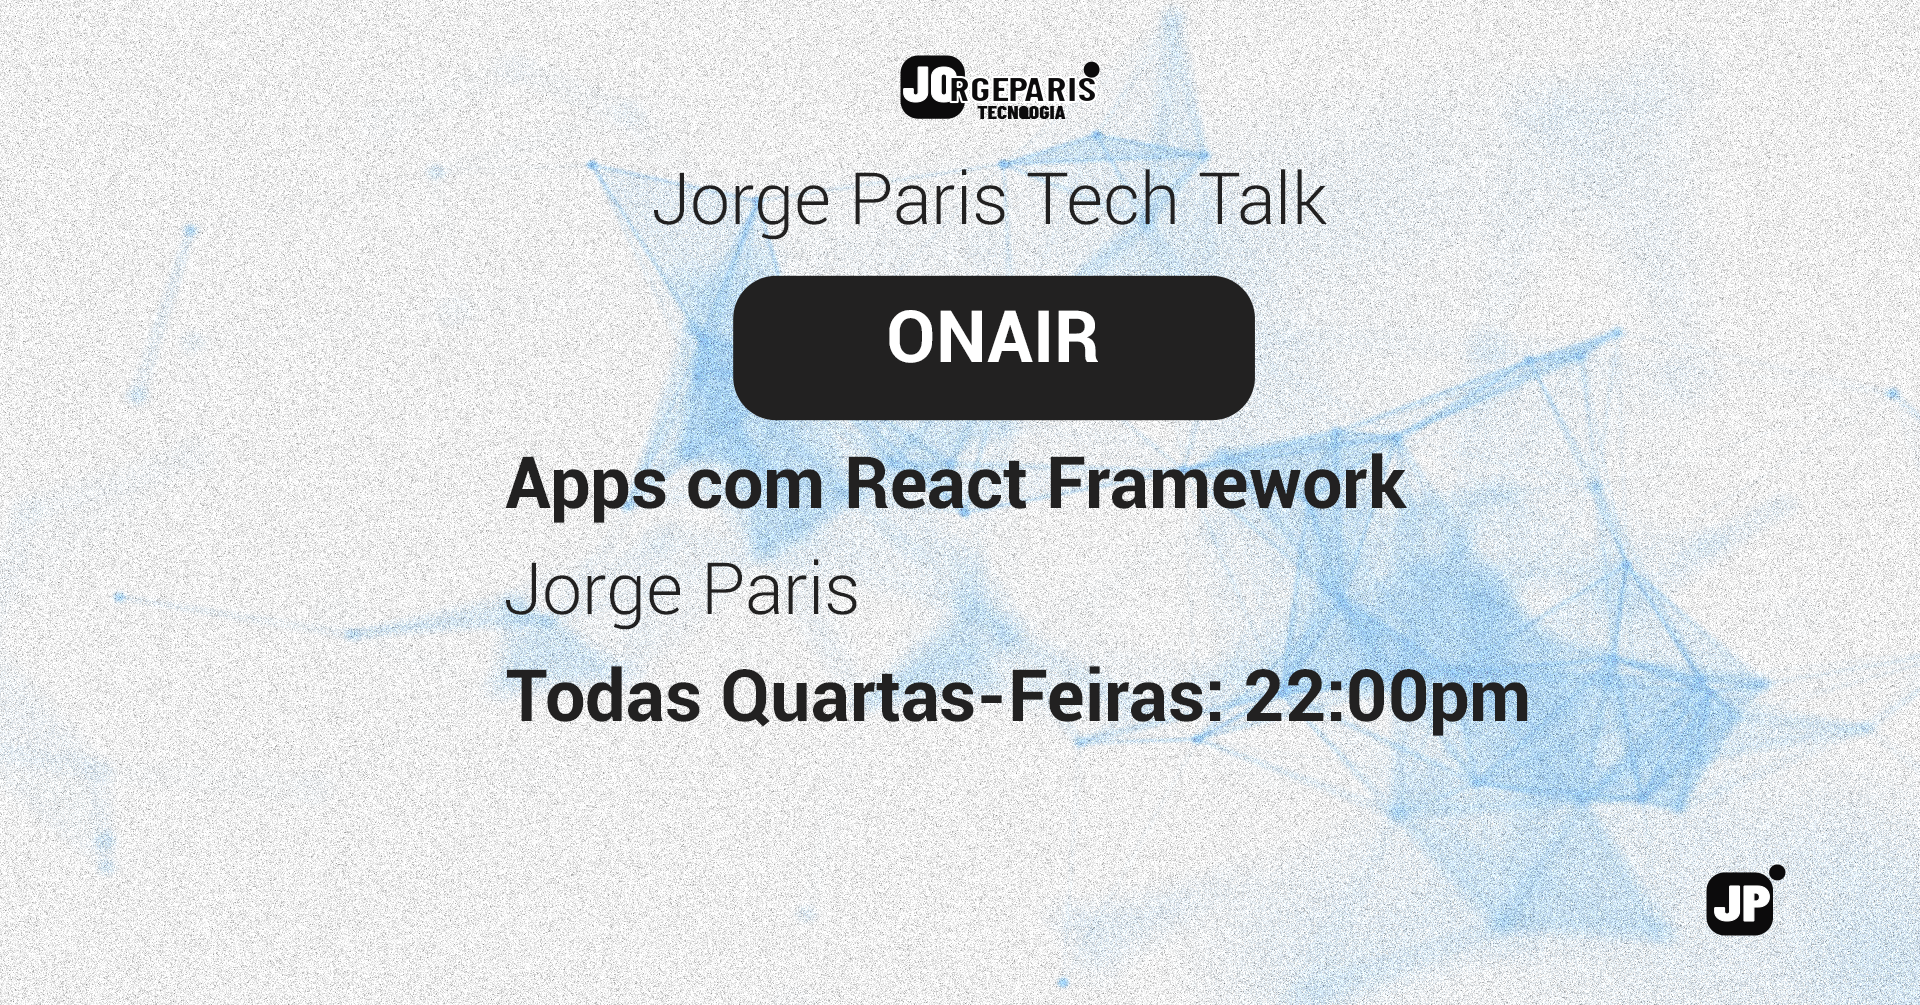 JORGEPARIS
TECNOLOGIA
Jorge Paris Tech Talk
ONAIR
Apps com React Framework
Jorge Paris
Todas Quartas-Feiras: 22:00pm
JP